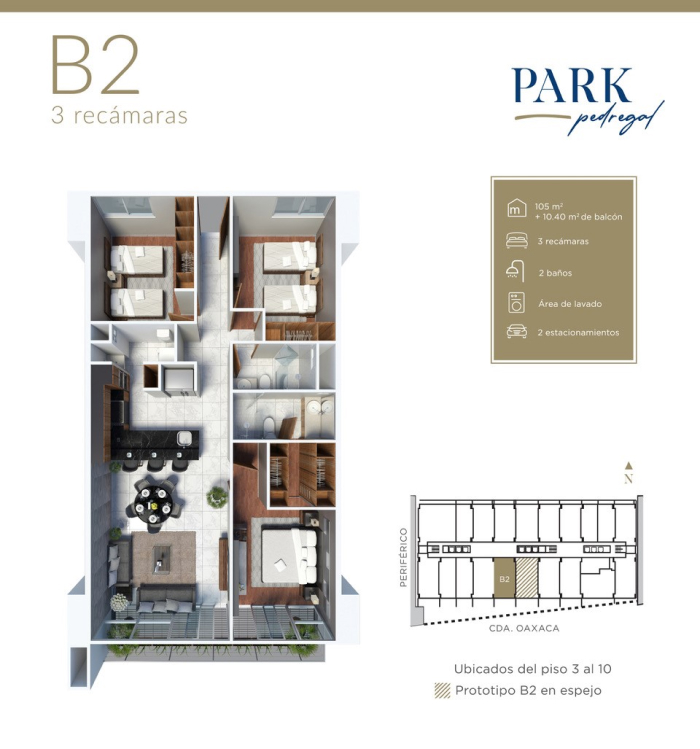 B2
3 recámaras
PARK
pedregal
m
105 m²
+ 10.40 m² de balcón
3 recámaras
2 baños
Área de lavado
2 estacionamientos
N
PERIFÉRICO
B2
CDA. OAXACA
Ubicados del piso 3 al 10
Prototipo B2 en espejo